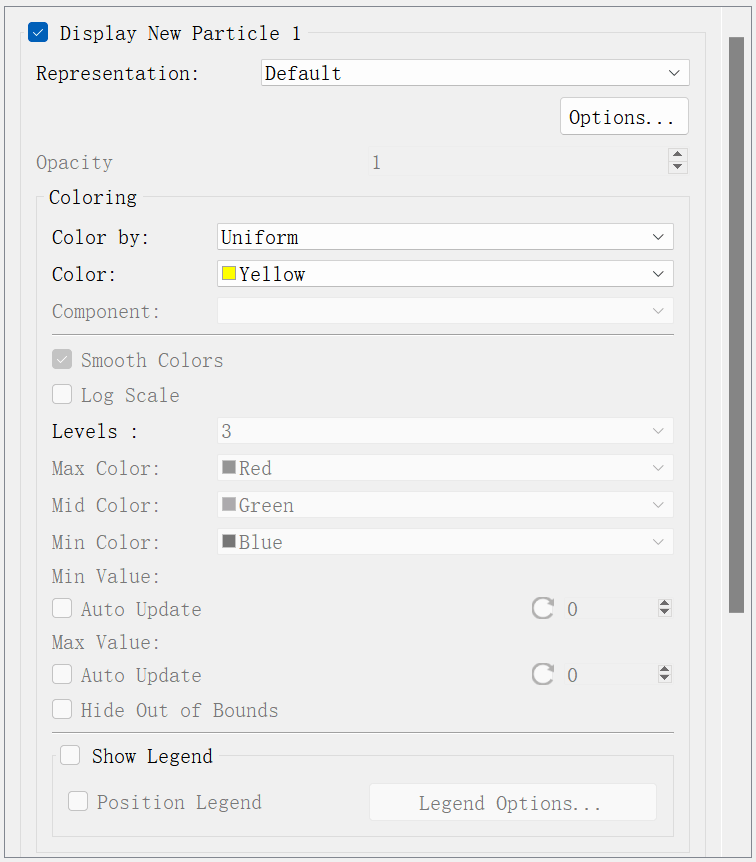 Display New Particle 1
Representation: Default
Options...
Opacity 1
Coloring
Color by: Uniform
Color: Yellow
Component:
Smooth Colors
Log Scale
Levels : 3
Max Color: Red
Mid Color: Green
Min Color: Blue
Min Value:
Auto Update 0
Max Value:
Auto Update 0
Hide Out of Bounds
Show Legend
Position Legend Legend Options...